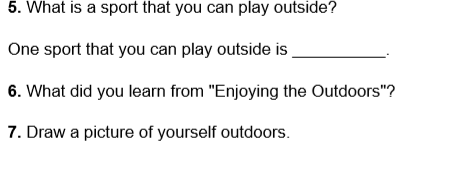 5. What is a sport that you can play outside?
One sport that you can play outside is ___________.
6. What did you learn from "Enjoying the Outdoors"?
7. Draw a picture of yourself outdoors.